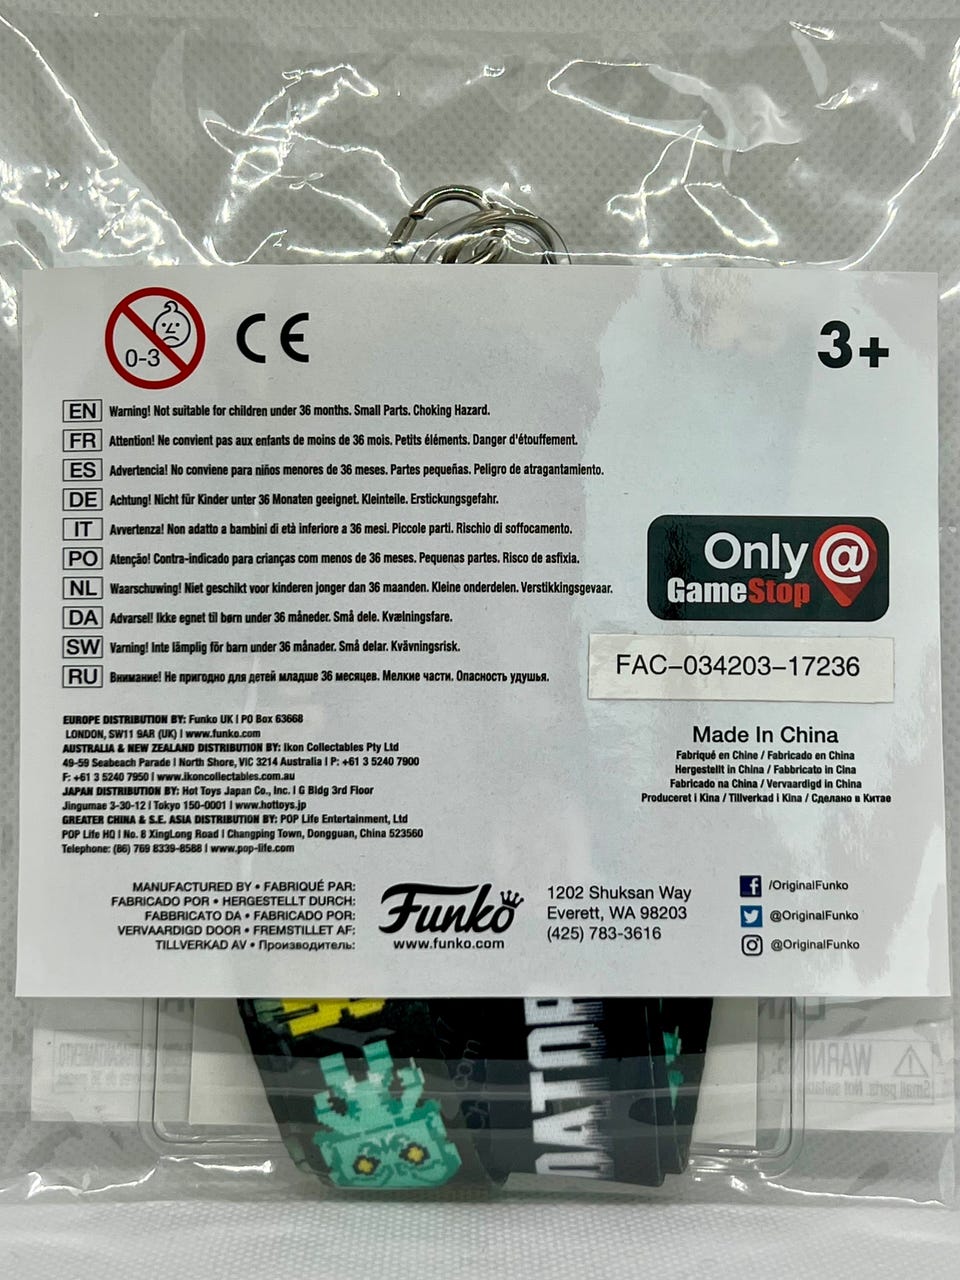 0-3
CE
3+
EN Warning! Not suitable for children under 36 months. Small Parts. Choking Hazard.
FR Attention! Ne convient pas aux enfants de moins de 36 mois. Petits éléments. Danger d'étouffement.
ES Advertencia! No conviene para niños menores de 36 meses. Partes pequeñas. Peligro de atragantamiento.
DE Achtung! Nicht für Kinder unter 36 Monaten geeignet. Kleinteile. Erstickungsgefahr.
IT Avvertenza! Non adatto a bambini di età inferiore a 36 mesi. Piccole parti. Rischio di soffocamento.
PO Atenção! Contra-indicado para crianças com menos de 36 meses. Pequenas partes. Risco de asfixia.
NL Waarschuwing! Niet geschikt voor kinderen jonger dan 36 maanden. Kleine onderdelen. Verstikkingsgevaar.
DA Advarsel! Ikke egnet til børn under 36 måneder. Små dele. Kvælningsfare.
SW Varning! Inte lämplig för barn under 36 månader. Små delar. Kvävningsrisk.
RU Внимание! Не пригодно для детей младше 36 месяцев. Мелкие части. Опасность удушья.
Only @
GameStop
FAC-034203-17236
EUROPE DISTRIBUTION BY: Funko UK | PO Box 63668
LONDON, SW11 9AR (UK) | www.funko.com
AUSTRALIA & NEW ZEALAND DISTRIBUTION BY: Ikon Collectables Pty Ltd
49-59 Seabeach Parade | North Shore, VIC 3214 Australia | P: +61 3 5240 7900
F: +61 3 5240 7950 | www.ikoncollectables.com.au
JAPAN DISTRIBUTION BY: Hot Toys Japan Co., Inc. | G Bldg 3rd Floor
Jingumae 3-30-12 | Tokyo 150-0001 | www.hottoys.jp
GREATER CHINA & S.E. ASIA DISTRIBUTION BY: POP Life Entertainment, Ltd
POP Life HQ | No. 8 XingLong Road | Changping Town, Dongguan, China 523560
Telephone: (86) 769 8339-8588 | www.pop-life.com
Made In China
Fabriqué en Chine / Fabricado en China
Hergestellt in China / Fabbricato in Cina
Fabricado na China / Vervaardigd in China
Produceret i Kina / Tillverkad i Kina / Сделано в Китае
MANUFACTURED BY • FABRIQUÉ PAR:
FABRICADO POR • HERGESTELLT DURCH:
FABBRICATO DA • FABRICADO POR:
VERVAARDIGD DOOR • FREMSTILLET AF:
TILLVERKAD AV • Производитель:
Funko
www.funko.com
1202 Shuksan Way
Everett, WA 98203
(425) 783-3616
/OriginalFunko
@OriginalFunko
@OriginalFunko
DATOR
WARNING
Small parts. Not suitable